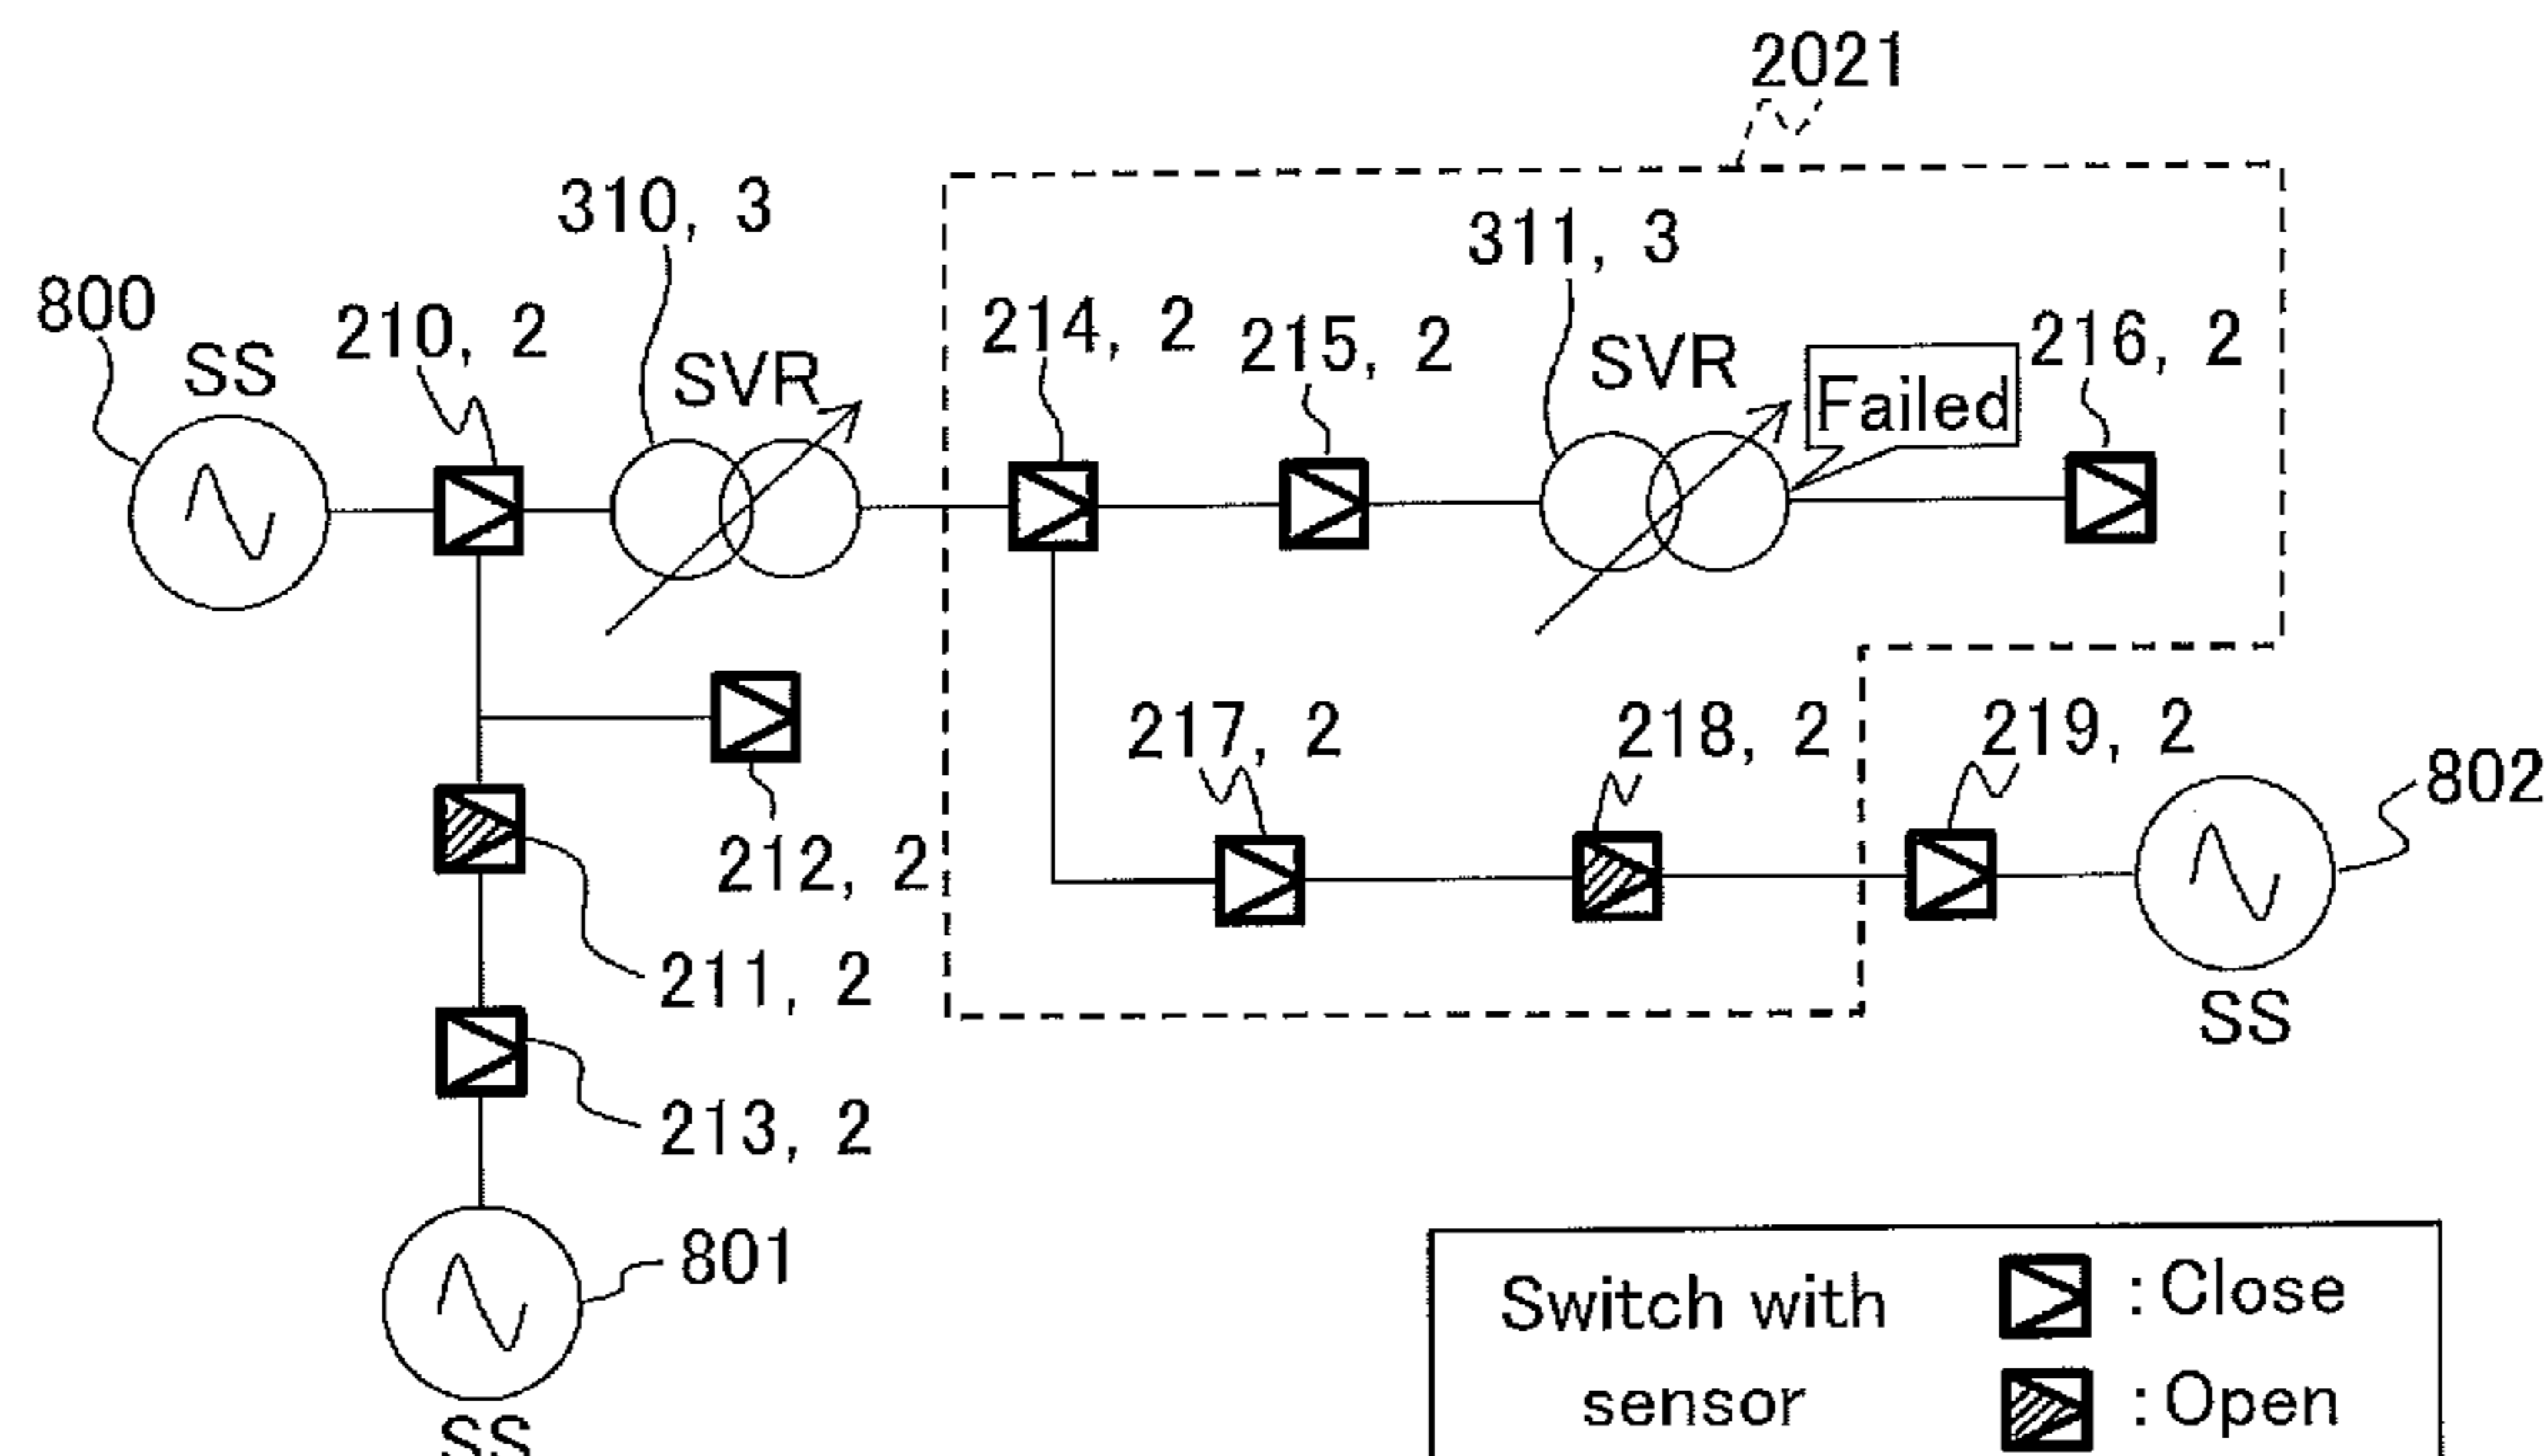 2021
310, 3
311, 3
800
SS
210, 2
SVR
214, 2
215, 2
SVR
Failed
216, 2
212, 2
217, 2
218, 2
219, 2
802
SS
211, 2
213, 2
801
SS
Switch with
sensor
: Close
: Open